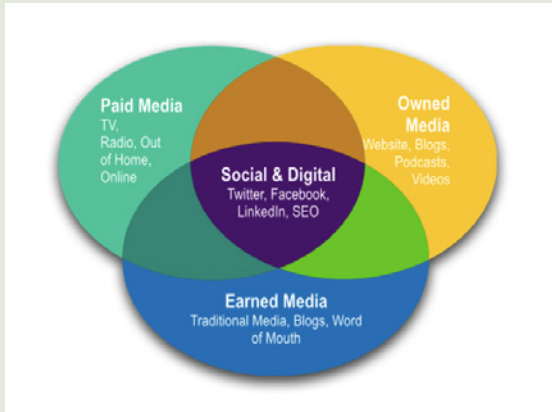 Paid Media
TV,
Radio, Out
of Home,
Online
Owned
Media
Website, Blogs,
Podcasts,
Videos
Social & Digital
Twitter, Facebook,
LinkedIn, SEO
Earned Media
Traditional Media, Blogs, Word
of Mouth